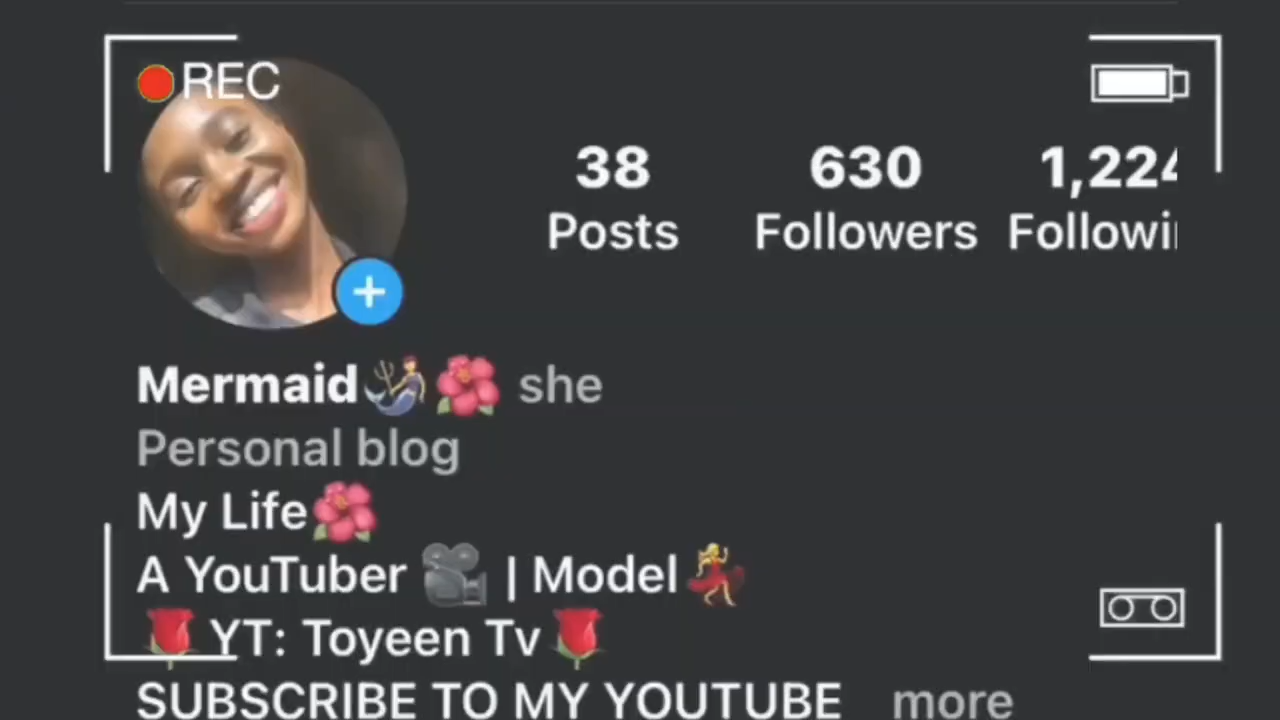 REC
38 630 1,224
Posts Followers Followi
Mermaid🧜‍♀️🌺 she
Personal blog
My Life🌺
A YouTuber 🎥 | Model💃
🌹YT: Toyeen Tv🌹
SUBSCRIBE TO MY YOUTUBE more